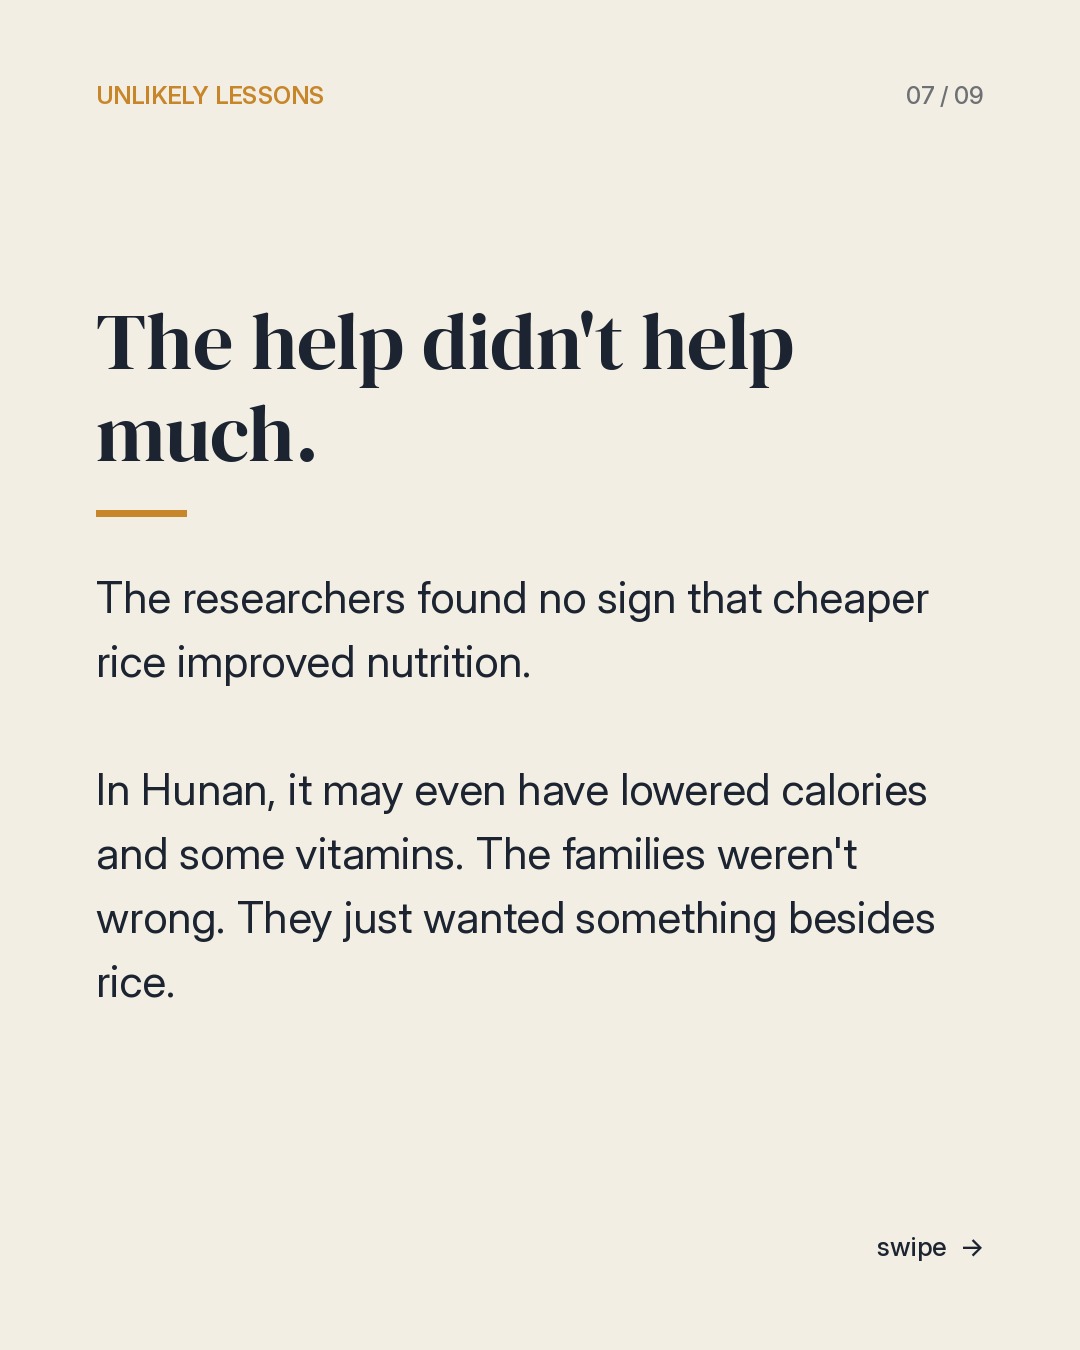 UNLIKELY LESSONS
07 / 09
The help didn't help
much.
The researchers found no sign that cheaper
rice improved nutrition.
In Hunan, it may even have lowered calories
and some vitamins. The families weren't
wrong. They just wanted something besides
rice.
swipe →